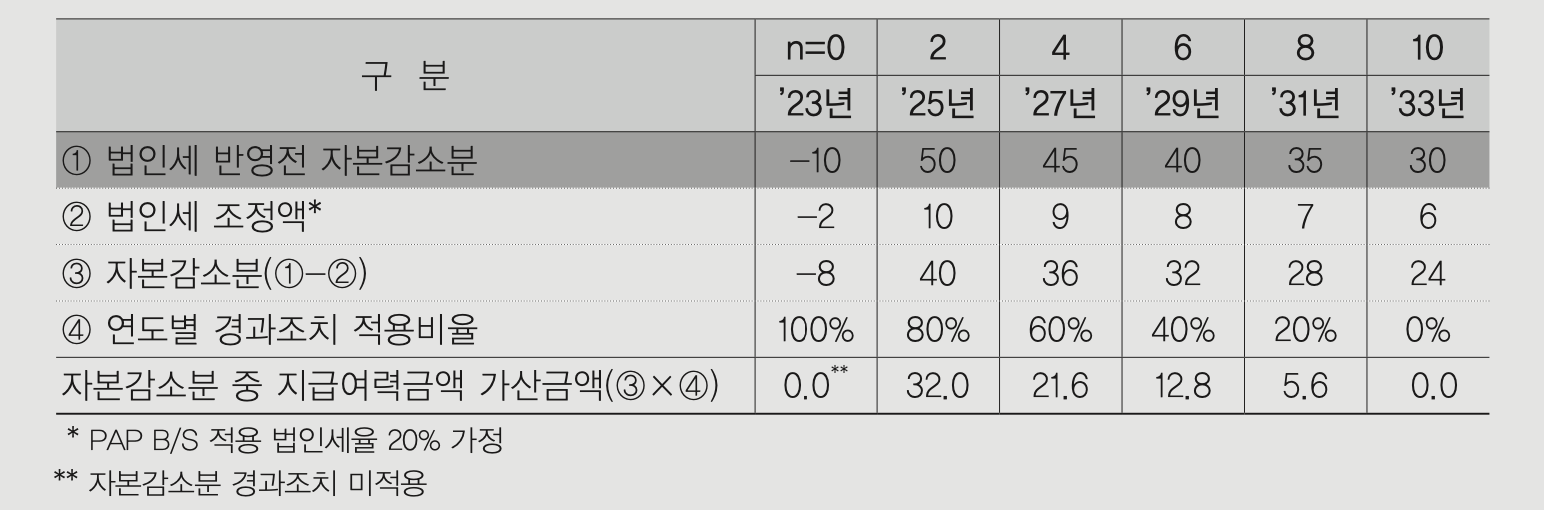 구 분 n=0 2 4 6 8 10
’23년 ’25년 ’27년 ’29년 ’31년 ’33년
① 법인세 반영전 자본감소분 −10 50 45 40 35 30
② 법인세 조정액* −2 10 9 8 7 6
③ 자본감소분(①−②) −8 40 36 32 28 24
④ 연도별 경과조치 적용비율 100% 80% 60% 40% 20% 0%
자본감소분 중 지급여력금액 가산금액(③×④) 0.0** 32.0 21.6 12.8 5.6 0.0
* PAP B/S 적용 법인세율 20% 가정
** 자본감소분 경과조치 미적용